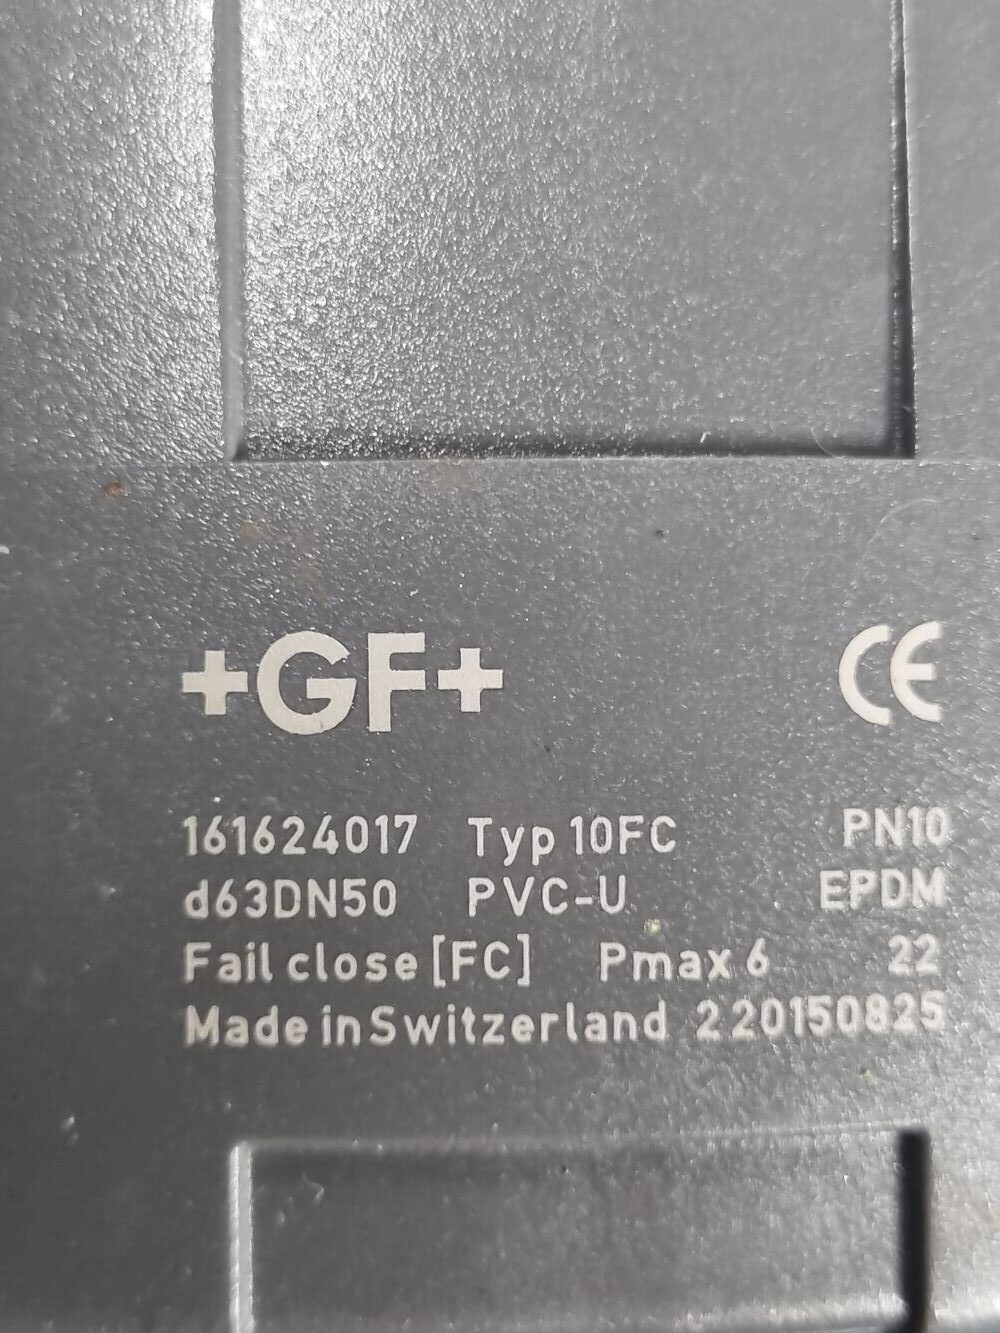 +GF+ CE
161624017 Typ 10FC PN10
d63DN50 PVC-U EPDM
Fail close [FC] Pmax 6 22
Made in Switzerland 220150825